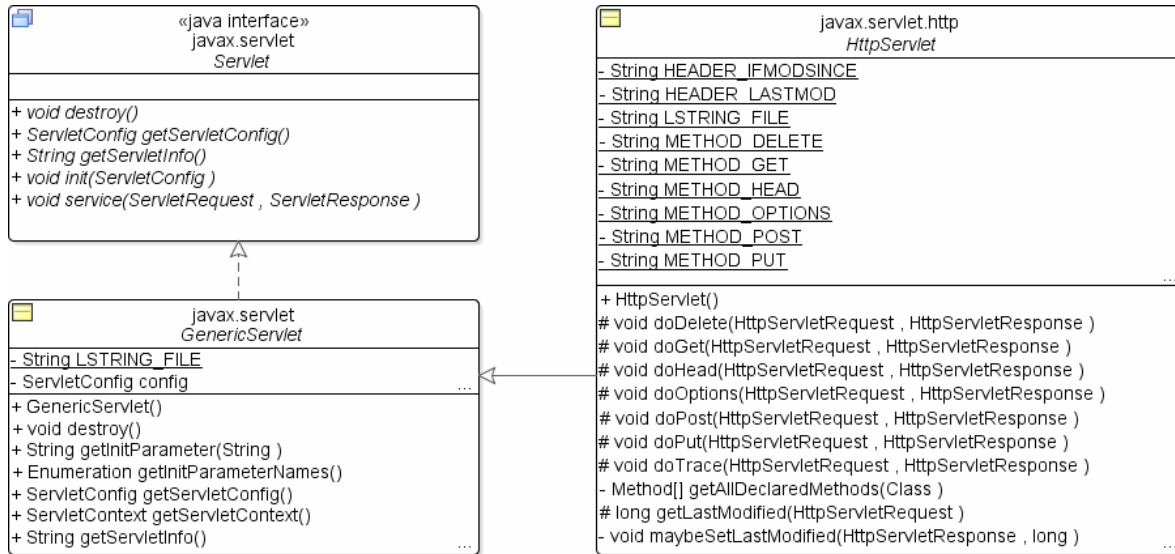 «java interface»
javax.servlet
Servlet
+ void destroy()
+ ServletConfig getServletConfig()
+ String getServletInfo()
+ void init(ServletConfig )
+ void service(ServletRequest , ServletResponse )
javax.servlet
GenericServlet
- String LSTRING_FILE
- ServletConfig config
...
+ GenericServlet()
+ void destroy()
+ String getInitParameter(String )
+ Enumeration getInitParameterNames()
+ ServletConfig getServletConfig()
+ ServletContext getServletContext()
+ String getServletInfo()
...
javax.servlet.http
HttpServlet
- String HEADER_IFMODSINCE
- String HEADER_LASTMOD
- String LSTRING_FILE
- String METHOD_DELETE
- String METHOD_GET
- String METHOD_HEAD
- String METHOD_OPTIONS
- String METHOD_POST
- String METHOD_PUT
...
+ HttpServlet()
# void doDelete(HttpServletRequest , HttpServletResponse )
# void doGet(HttpServletRequest , HttpServletResponse )
# void doHead(HttpServletRequest , HttpServletResponse )
# void doOptions(HttpServletRequest , HttpServletResponse )
# void doPost(HttpServletRequest , HttpServletResponse )
# void doPut(HttpServletRequest , HttpServletResponse )
# void doTrace(HttpServletRequest , HttpServletResponse )
- Method[] getAllDeclaredMethods(Class )
# long getLastModified(HttpServletRequest )
- void maybeSetLastModified(HttpServletResponse , long )
...